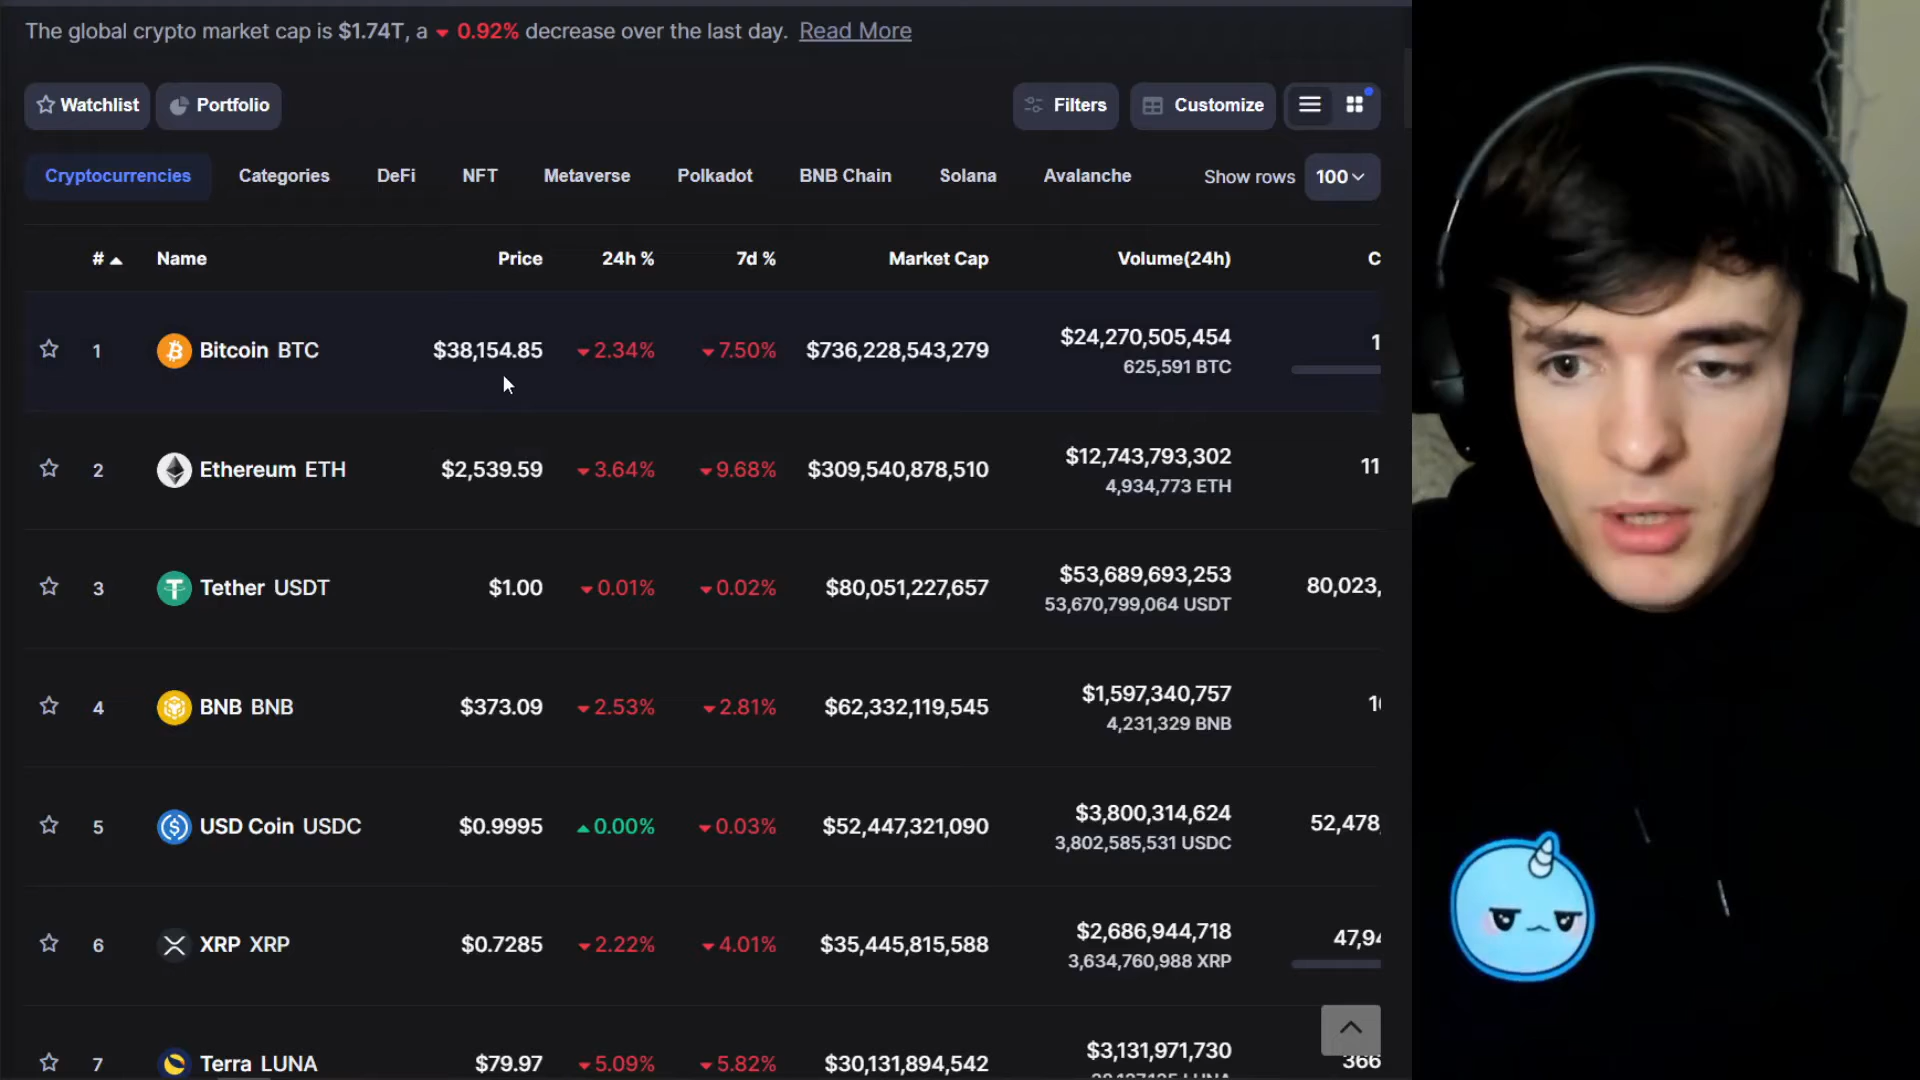 The global crypto market cap is $1.74T, a 0.92% decrease over the last day. Read More
Watchlist Portfolio Filters Customize
Cryptocurrencies Categories DeFi NFT Metaverse Polkadot BNB Chain Solana Avalanche Show rows 100
# Name Price 24h % 7d % Market Cap Volume(24h) C
1 Bitcoin BTC $38,154.85 2.34% 7.50% $736,228,543,279 $24,270,505,454 1
625,591 BTC
2 Ethereum ETH $2,539.59 3.64% 9.68% $309,540,878,510 $12,743,793,302 11
4,934,773 ETH
3 Tether USDT $1.00 0.01% 0.02% $80,051,227,657 $53,689,693,253 80,023,
53,670,799,064 USDT
4 BNB BNB $373.09 2.53% 2.81% $62,332,119,545 $1,597,340,757 1
4,231,329 BNB
5 USD Coin USDC $0.9995 0.00% 0.03% $52,447,321,090 $3,800,314,624 52,478,
3,802,585,531 USDC
6 XRP XRP $0.7285 2.22% 4.01% $35,445,815,588 $2,686,944,718 47,94
3,634,760,988 XRP
7 Terra LUNA $79.97 5.09% 5.82% $30,131,894,542 $3,131,971,730 366